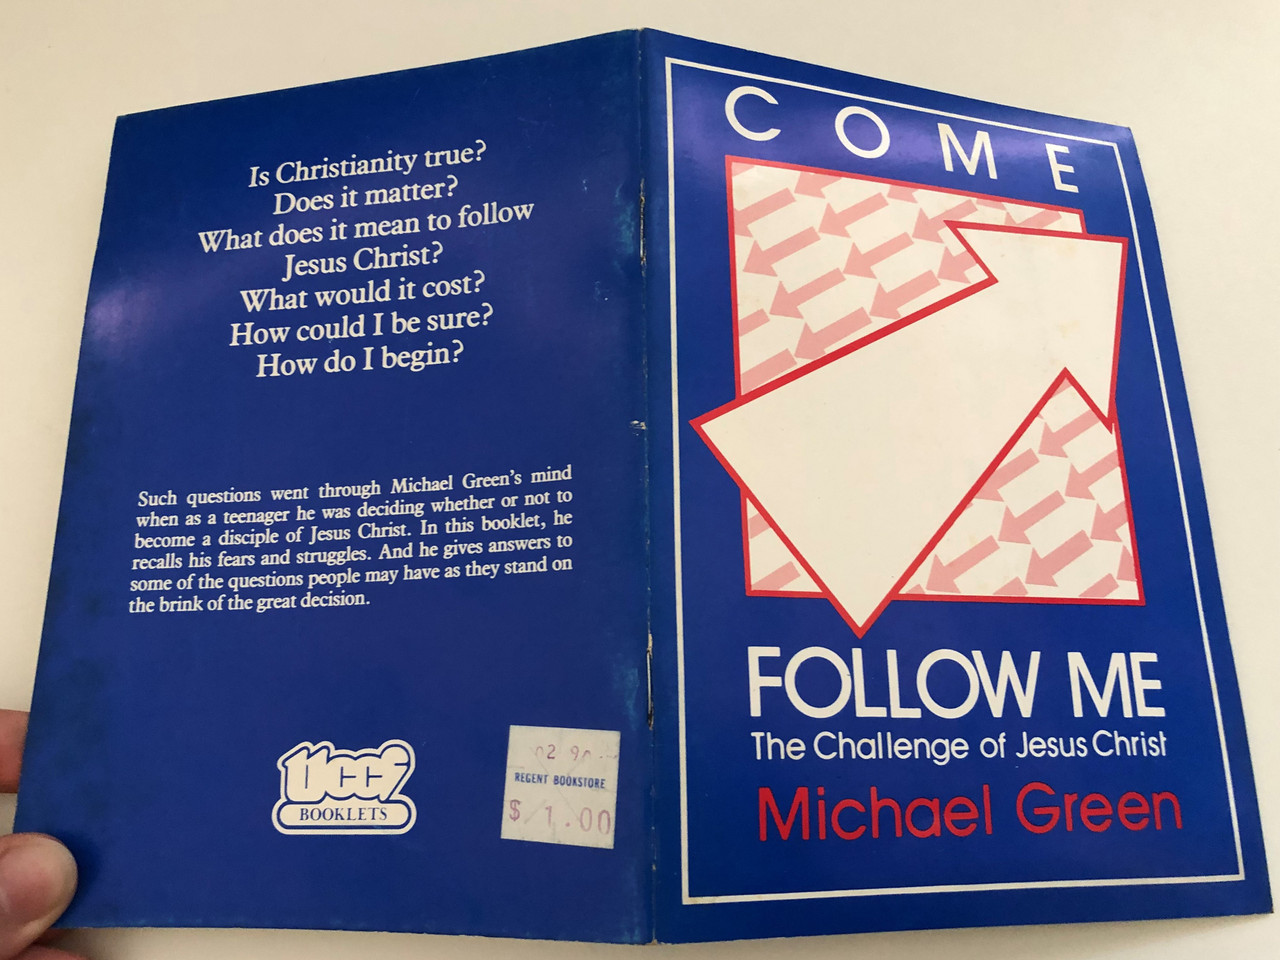 Is Christianity true?
Does it matter?
What does it mean to follow
Jesus Christ?
What would it cost?
How could I be sure?
How do I begin?
Such questions went through Michael Green's mind
when as a teenager he was deciding whether or not to
become a disciple of Jesus Christ. In this booklet, he
recalls his fears and struggles. And he gives answers to
some of the questions people may have as they stand on
the brink of the great decision.
uccf
BOOKLETS
REGENT BOOKSTORE
$ 1.00
COME
FOLLOW ME
The Challenge of Jesus Christ
Michael Green